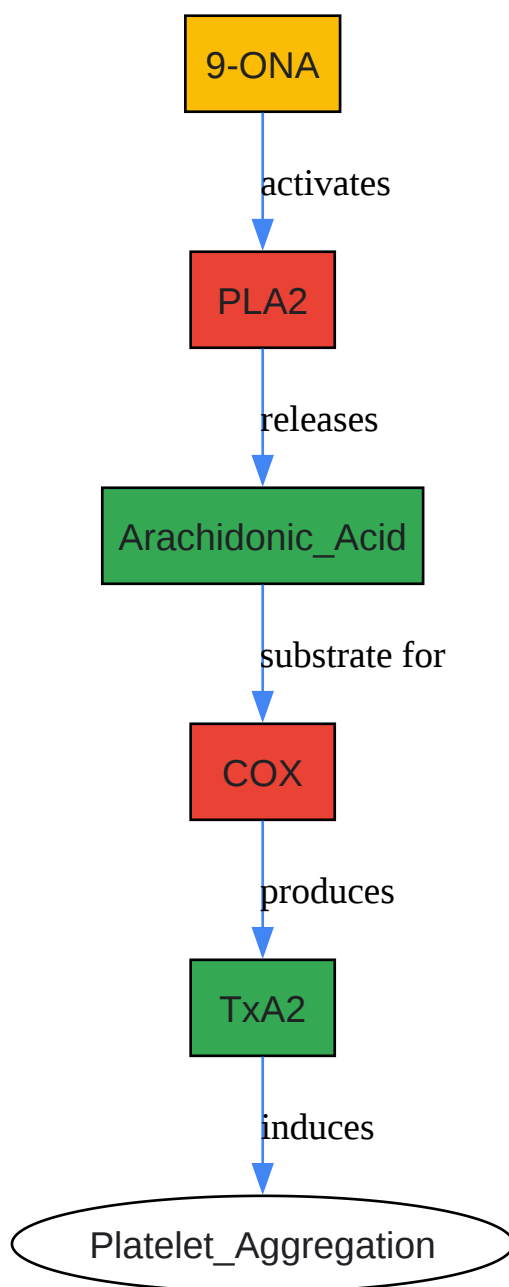 9-ONA
activates
PLA2
releases
Arachidonic_Acid
substrate for
COX
produces
TxA2
induces
Platelet_Aggregation